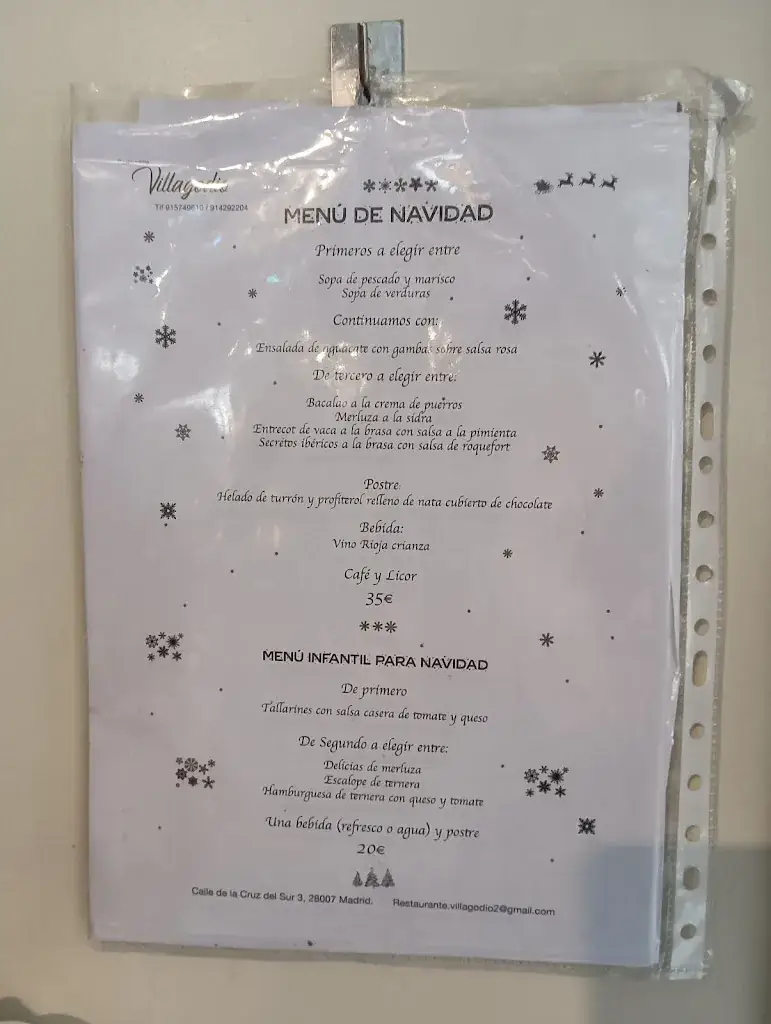 Villagodio
Tlf 915740610 / 914292204
MENÚ DE NAVIDAD
Primeros a elegir entre
Sopa de pescado y marisco
Sopa de verduras
Continuamos con:
Ensalada de aguacate con gambas sobre salsa rosa
De tercero a elegir entre:
Bacalao a la crema de puerros
Merluza a la sidra
Entrecot de vaca a la brasa con salsa a la pimienta
Secretos ibéricos a la brasa con salsa de roquefort
Postre:
Helado de turrón y profiterol relleno de nata cubierto de chocolate
Bebida:
Vino Rioja crianza
Café y Licor
35€
MENÚ INFANTIL PARA NAVIDAD
De primero
Tallarines con salsa casera de tomate y queso
De Segundo a elegir entre:
Delicias de merluza
Escalope de ternera
Hamburguesa de ternera con queso y tomate
Una bebida (refresco o agua) y postre
20€
Calle de la Cruz del Sur 3, 28007 Madrid. Restaurante.villagodio2@gmail.com